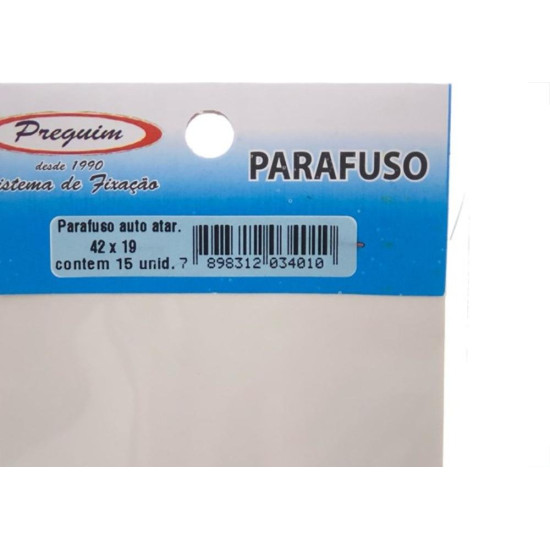 Preguim
desde 1990
istema de Fixação
PARAFUSO
Parafuso auto atar.
42 x 19
contem 15 unid.
7 898312 034010